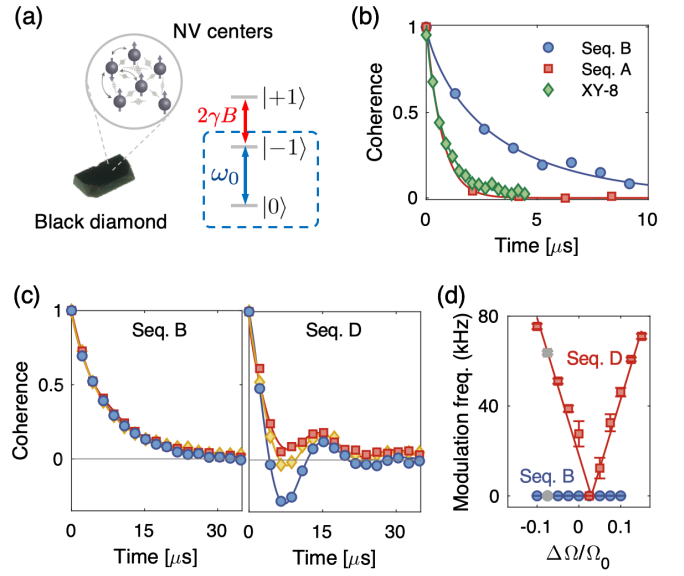 (a)
NV centers
|+1⟩
2γB
|−1⟩
ω₀
|0⟩
Black diamond
(b)
Coherence
1
0.5
0
Seq. B
Seq. A
XY-8
0 5 10
Time [μs]
(c)
Coherence
1
0.5
0
Seq. B
Seq. D
0 15 30
0 15 30
Time [μs]
Time [μs]
(d)
Modulation freq. (kHz)
80
40
0
Seq. D
Seq. B
-0.1 0 0.1
ΔΩ/Ω₀